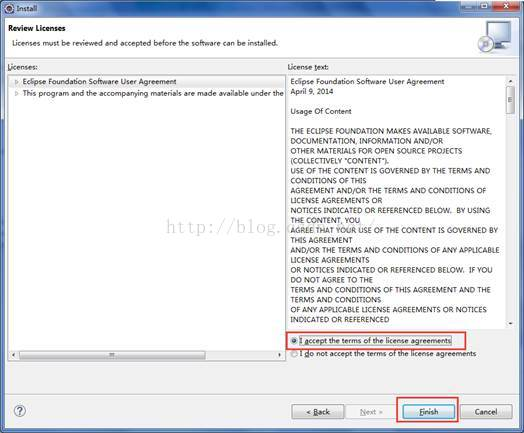 Install
Review Licenses
Licenses must be reviewed and accepted before the software can be installed.
Licenses:
Eclipse Foundation Software User Agreement
This program and the accompanying materials are made available under the
License text:
Eclipse Foundation Software User Agreement
April 9, 2014
Usage Of Content
THE ECLIPSE FOUNDATION MAKES AVAILABLE SOFTWARE,
DOCUMENTATION, INFORMATION AND/OR
OTHER MATERIALS FOR OPEN SOURCE PROJECTS
(COLLECTIVELY "CONTENT").
USE OF THE CONTENT IS GOVERNED BY THE TERMS AND
CONDITIONS OF THIS
AGREEMENT AND/OR THE TERMS AND CONDITIONS OF
LICENSE AGREEMENTS OR
NOTICES INDICATED OR REFERENCED BELOW.  BY USING
THE CONTENT, YOU
AGREE THAT YOUR USE OF THE CONTENT IS GOVERNED BY
THIS AGREEMENT
AND/OR THE TERMS AND CONDITIONS OF ANY APPLICABLE
LICENSE AGREEMENTS
OR NOTICES INDICATED OR REFERENCED BELOW.  IF YOU
DO NOT AGREE TO THE
TERMS AND CONDITIONS OF THIS AGREEMENT AND THE
TERMS AND CONDITIONS
OF ANY APPLICABLE LICENSE AGREEMENTS OR NOTICES
INDICATED OR REFERENCED
http://blog.
I accept the terms of the license agreements
I do not accept the terms of the license agreements
?
< Back
Next >
Finish
Cancel